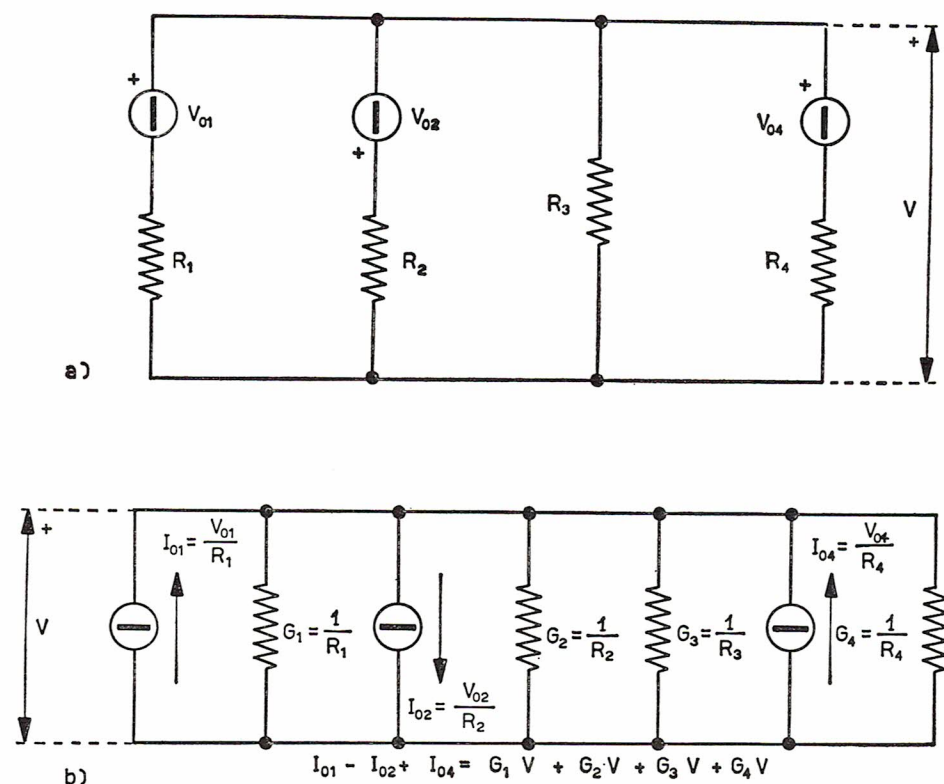 +
+ V₀₁
V₀₂
+
+ V₀₄
R₁
R₂
R₃
R₄
V
a)
+
V
I₀₁ = V₀₁/R₁
G₁ = 1/R₁
I₀₂ = V₀₂/R₂
G₂ = 1/R₂
G₃ = 1/R₃
I₀₄ = V₀₄/R₄
G₄ = 1/R₄
b)
I₀₁ - I₀₂ + I₀₄ = G₁ V + G₂·V + G₃ V + G₄ V